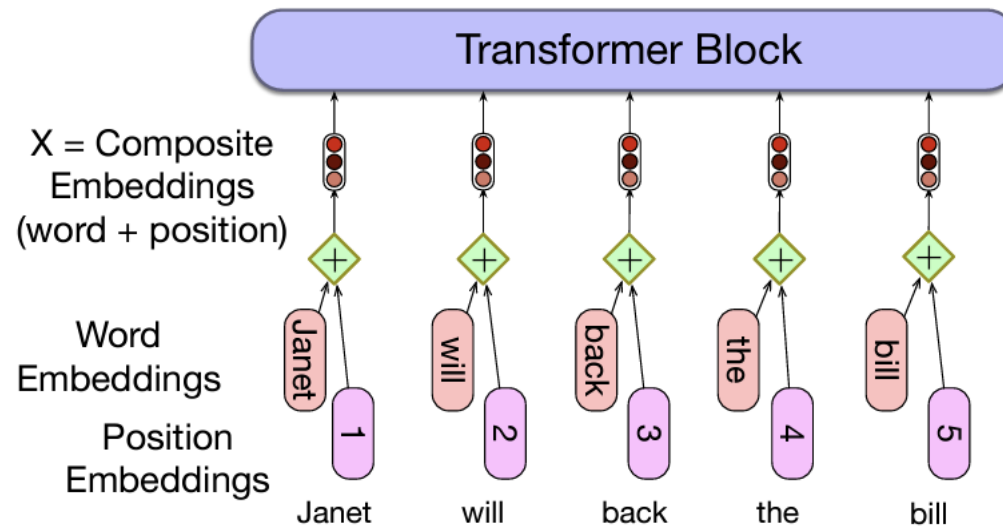 Transformer Block
X = Composite
Embeddings
(word + position)
+ + + + +
Word
Embeddings
Janet will back the bill
Position
Embeddings
1 2 3 4 5
Janet will back the bill